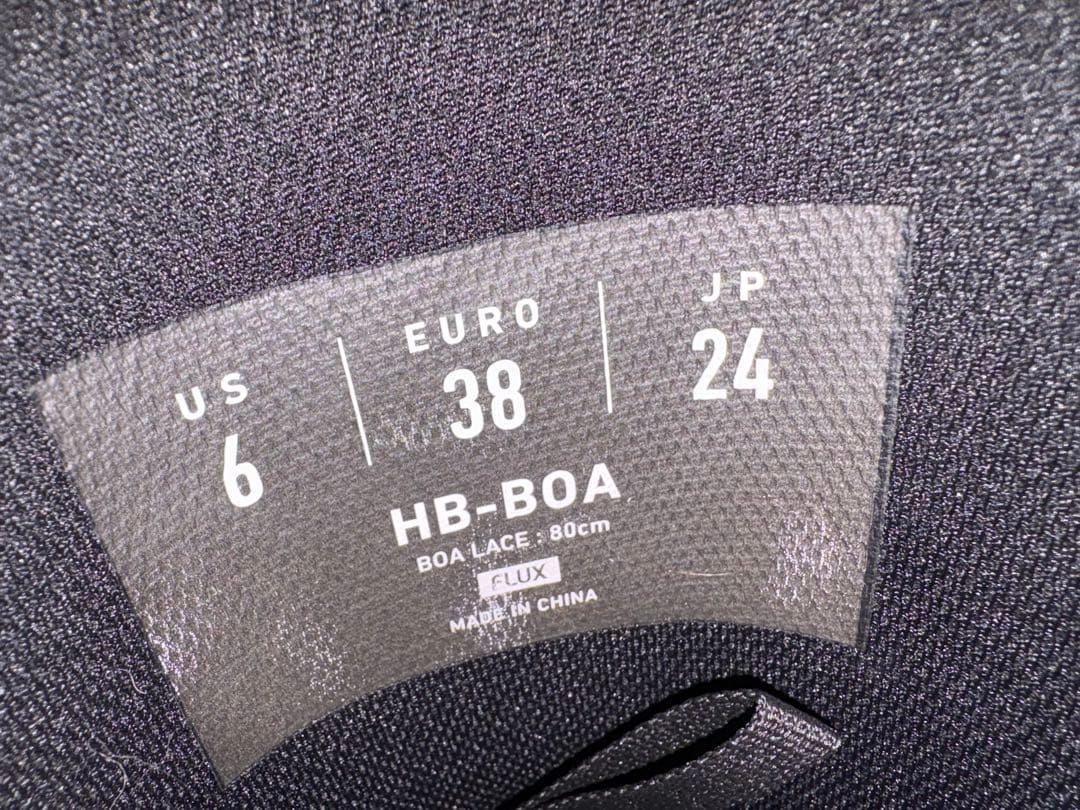 US EURO JP
6 38 24
HB-BOA
BOA LACE : 80cm
FLUX
MADE IN CHINA